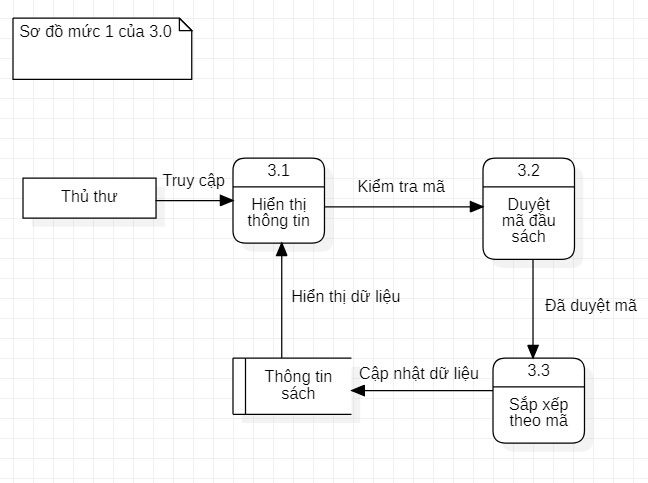 Sơ đồ mức 1 của 3.0
3.1
3.2
Thủ thư
Truy cập
Hiển thị
thông tin
Kiểm tra mã
Duyệt
mã đầu
sách
Hiển thị dữ liệu
Đã duyệt mã
Thông tin
sách
Cập nhật dữ liệu
3.3
Sắp xếp
theo mã